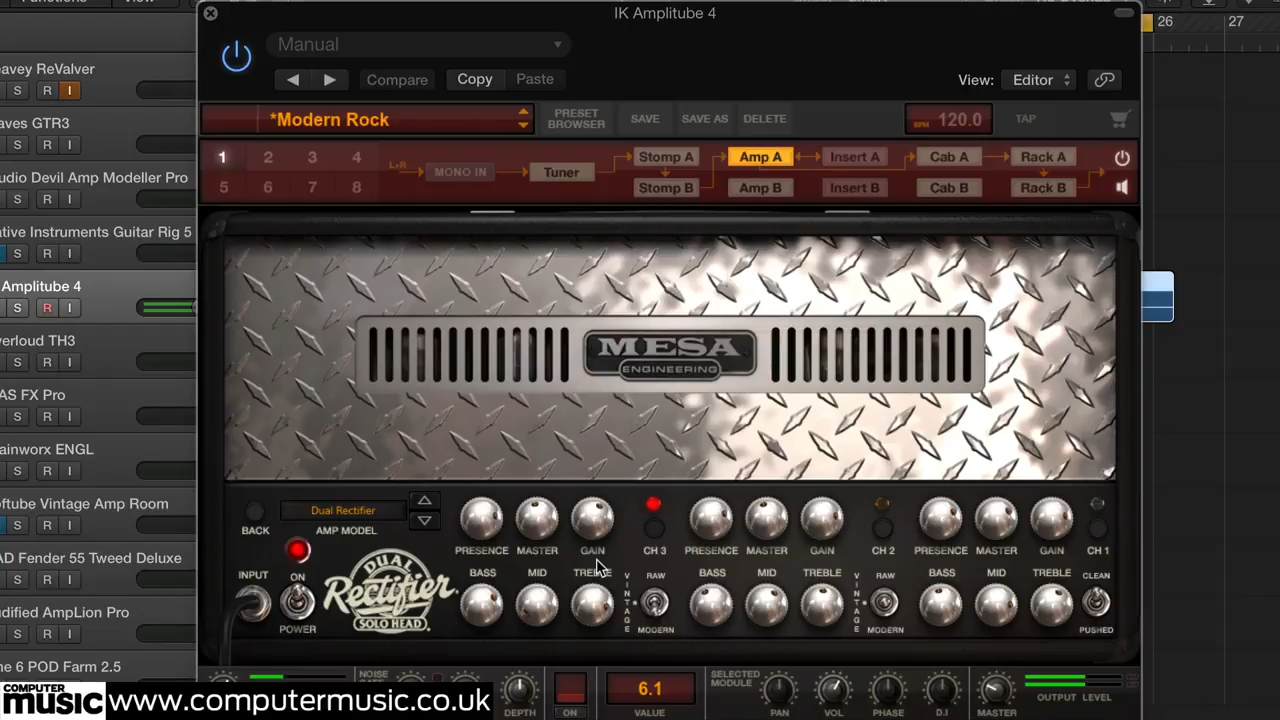 Functions
View
IK Amplitube 4
26
27
Manual
Compare
Copy
Paste
View:
Editor
*Modern Rock
PRESET
BROWSER
SAVE
SAVE AS
DELETE
BPM 120.0
TAP
1 2 3 4
5 6 7 8
L+R
MONO IN
Tuner
Stomp A
Amp A
Insert A
Cab A
Rack A
Stomp B
Amp B
Insert B
Cab B
Rack B
eavey ReValver
S R I
aves GTR3
S R I
udio Devil Amp Modeller Pro
S R I
ative Instruments Guitar Rig 5
S R I
Amplitube 4
S R I
verloud TH3
S R I
AS FX Pro
S R I
ainworx ENGL
S R I
oftube Vintage Amp Room
S R I
AD Fender 55 Tweed Deluxe
S R I
udified AmpLion Pro
S R I
ne 6 POD Farm 2.5
MESA
ENGINEERING
BACK
Dual Rectifier
AMP MODEL
PRESENCE MASTER GAIN CH 3 PRESENCE MASTER GAIN CH 2 PRESENCE MASTER GAIN CH 1
INPUT
ON
POWER
DUAL
Rectifier
SOLO HEAD
BASS MID TREBLE VINTAGE RAW MODERN
BASS MID TREBLE VINTAGE RAW MODERN
BASS MID TREBLE CLEAN PUSHED
NOISE
DEPTH
ON
6.1
VALUE
SELECTED
MODULE
PAN
VOL
PHASE
D.I
MASTER
OUTPUT LEVEL
COMPUTER
MUSIC
www.computermusic.co.uk